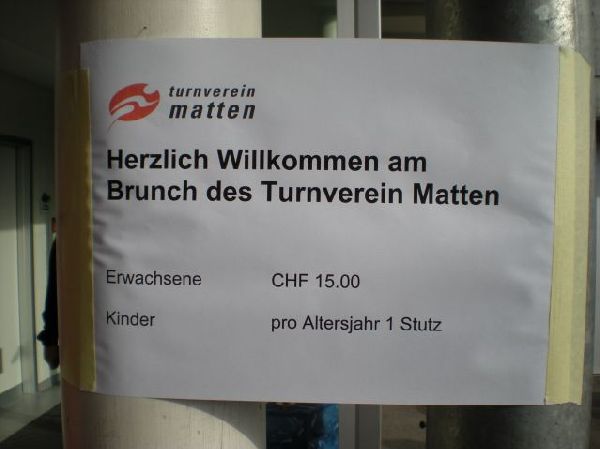 turnverein
matten
Herzlich Willkommen am
Brunch des Turnverein Matten
Erwachsene CHF 15.00
Kinder pro Altersjahr 1 Stutz